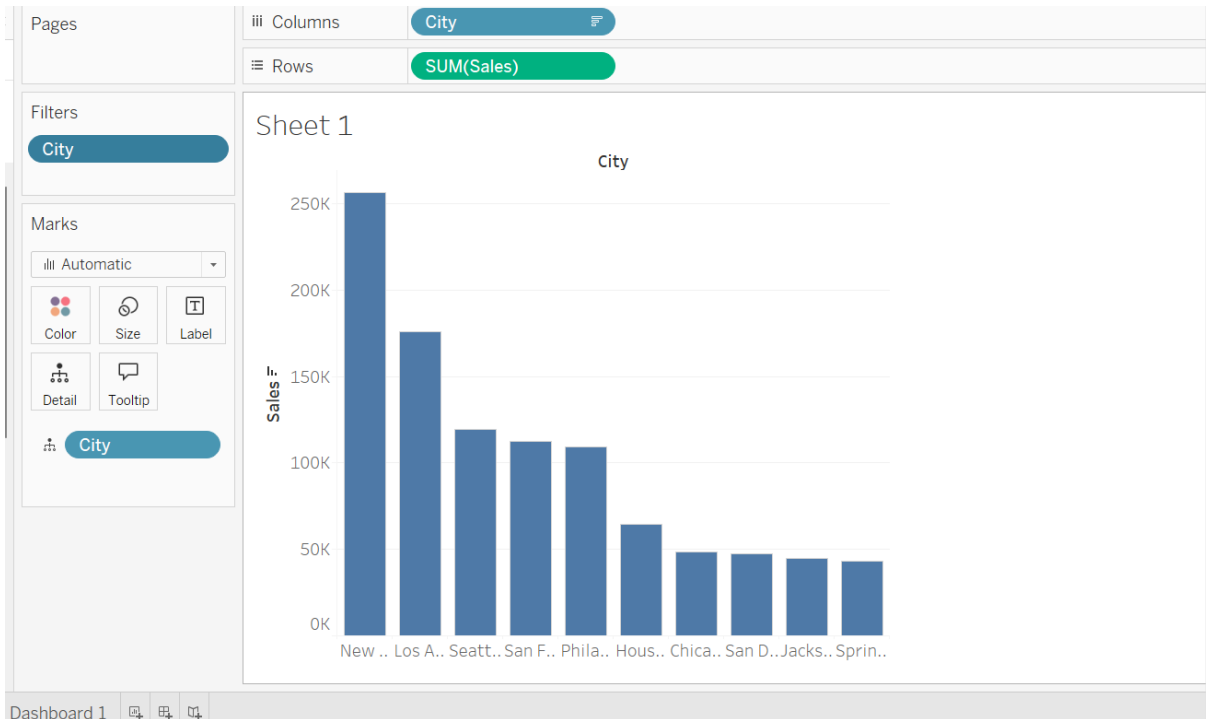 Pages
Columns
City
Rows
SUM(Sales)
Filters
City
Sheet 1
City
Marks
Automatic
Color
Size
Label
Detail
Tooltip
City
250K
200K
150K
100K
50K
0K
Sales
New .. Los A.. Seatt.. San F.. Phila.. Hous.. Chica.. San D.. Jacks.. Sprin..
Dashboard 1